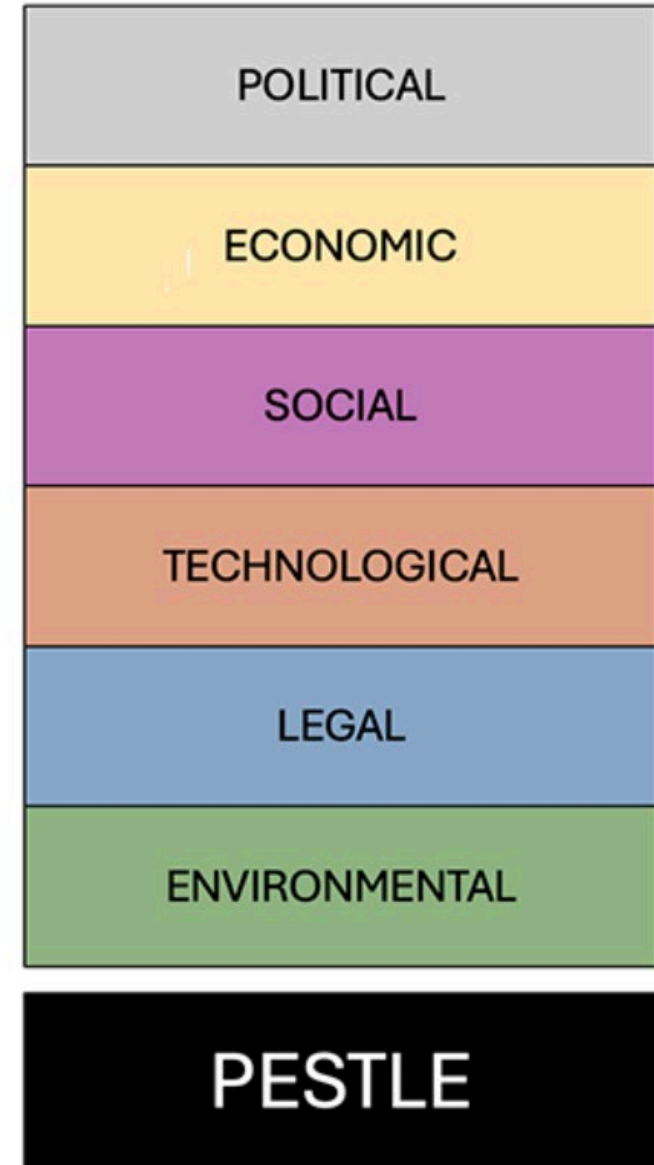 POLITICAL
ECONOMIC
SOCIAL
TECHNOLOGICAL
LEGAL
ENVIRONMENTAL
PESTLE